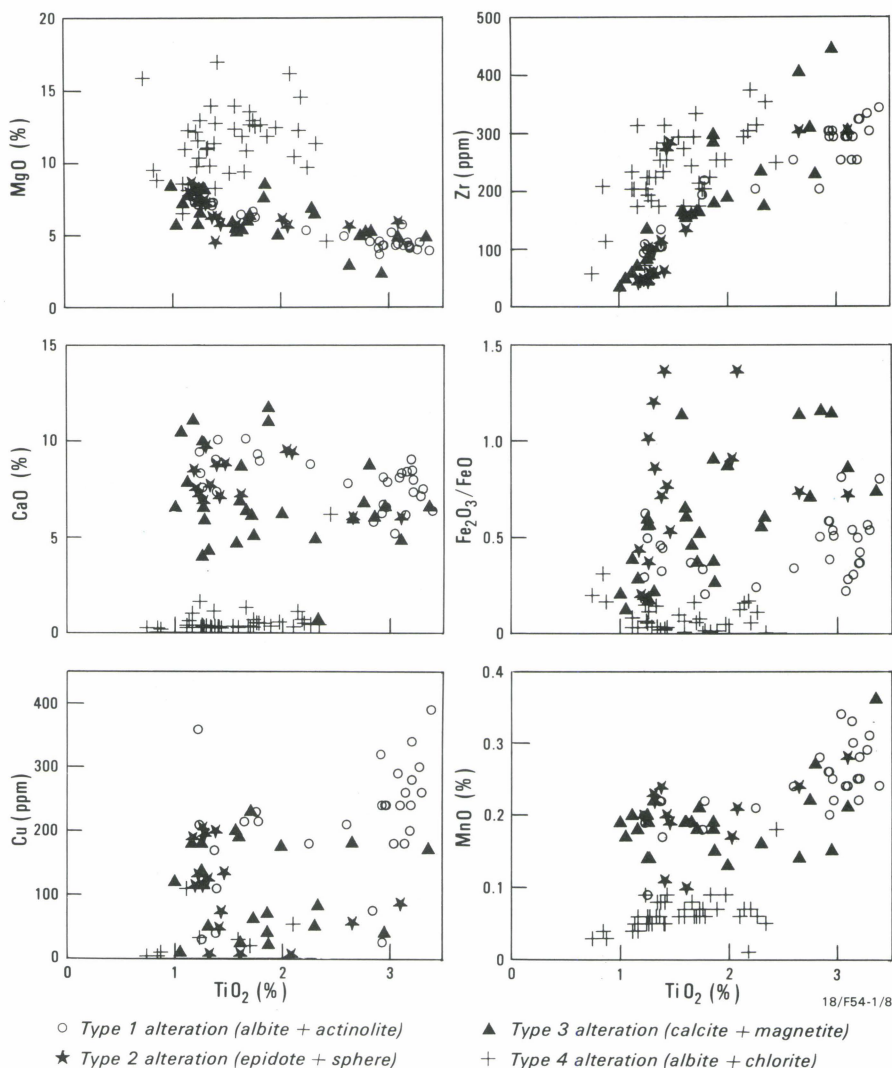 20
15
10
5
0
MgO (%)
500
400
300
200
100
0
Zr (ppm)
15
10
5
0
CaO (%)
1.5
1.0
0.5
0
Fe2O3/FeO
400
300
200
100
0
Cu (ppm)
0.4
0.3
0.2
0.1
0
MnO (%)
0 1 2 3
TiO2 (%)
0 1 2 3
TiO2 (%)
18/F54-1/8
Type 1 alteration (albite + actinolite)
Type 2 alteration (epidote + sphere)
Type 3 alteration (calcite + magnetite)
Type 4 alteration (albite + chlorite)